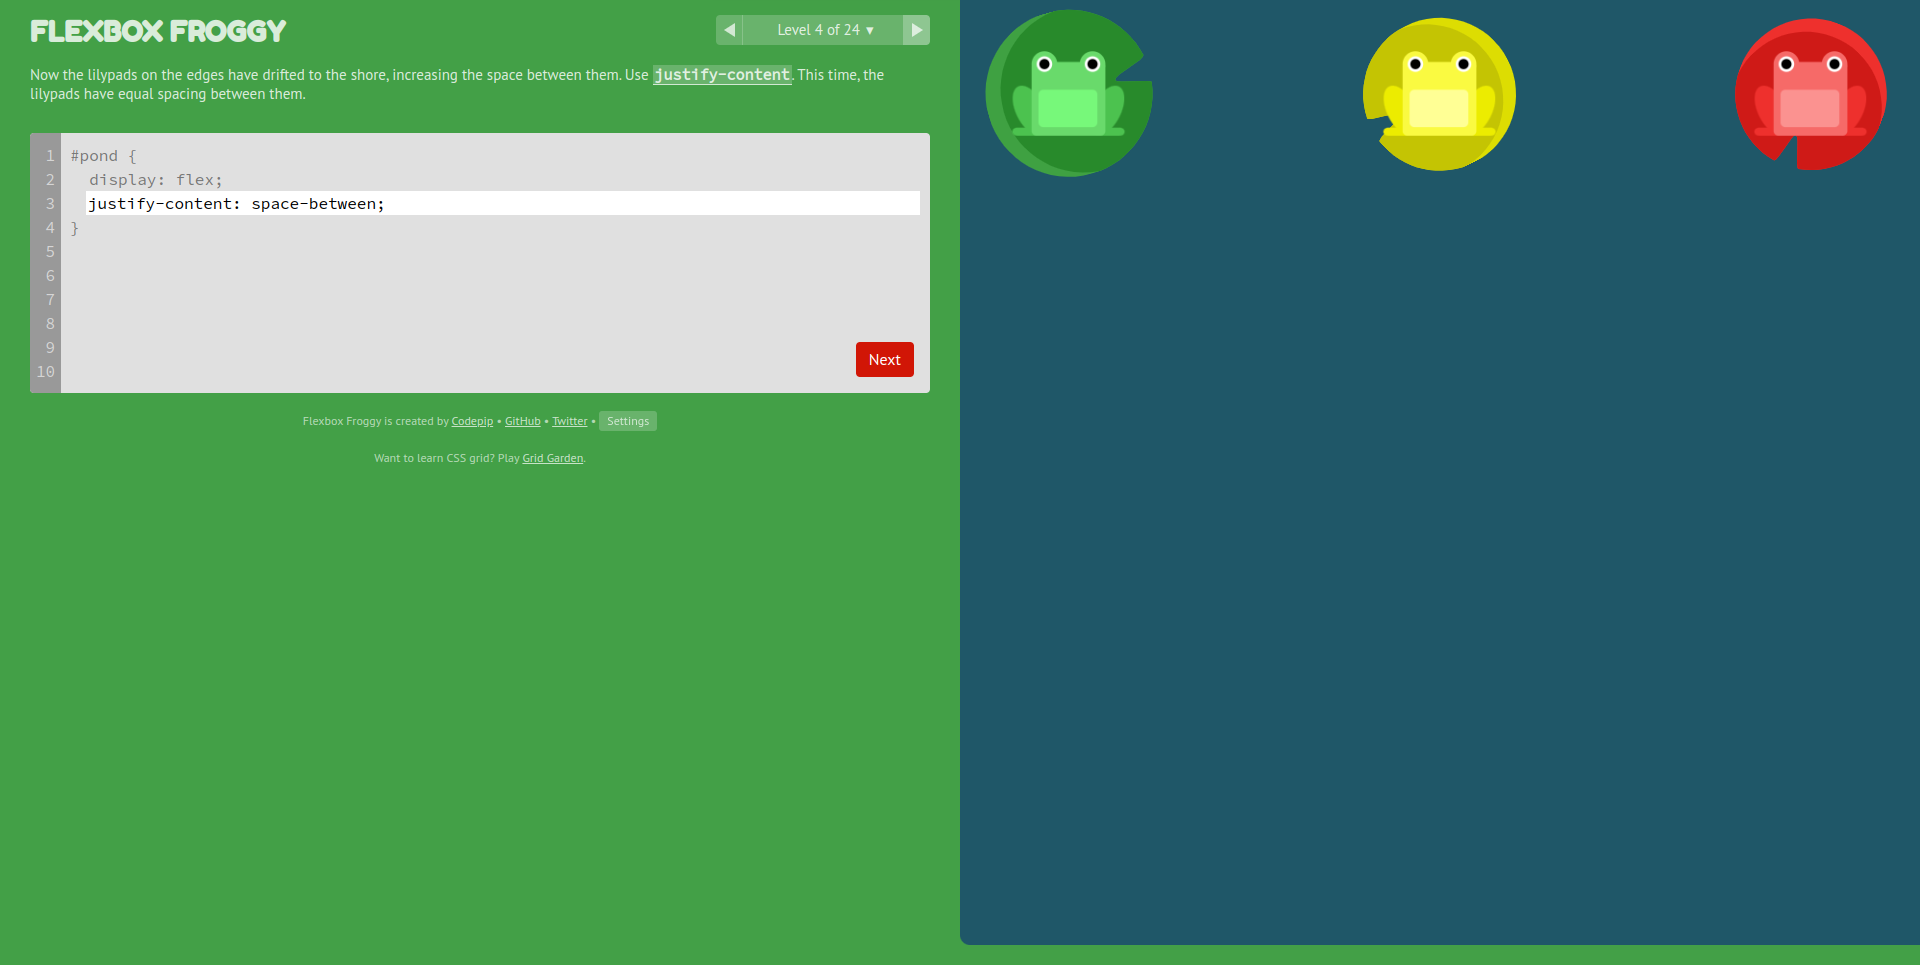 FLEXBOX FROGGY
◀ Level 4 of 24 ▾ ▶
Now the lilypads on the edges have drifted to the shore, increasing the space between them. Use justify-content. This time, the
lilypads have equal spacing between them.
1 #pond {
2 display: flex;
3 justify-content: space-between;
4 }
5
6
7
8
9
10
Next
Flexbox Froggy is created by Codepip • GitHub • Twitter • Settings
Want to learn CSS grid? Play Grid Garden.